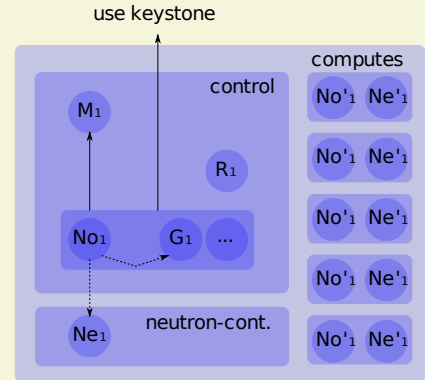 use keystone
computes
control
M1
R1
No1
G1
...
Ne1
neutron-cont.
No'1 Ne'1
No'1 Ne'1
No'1 Ne'1
No'1 Ne'1
No'1 Ne'1